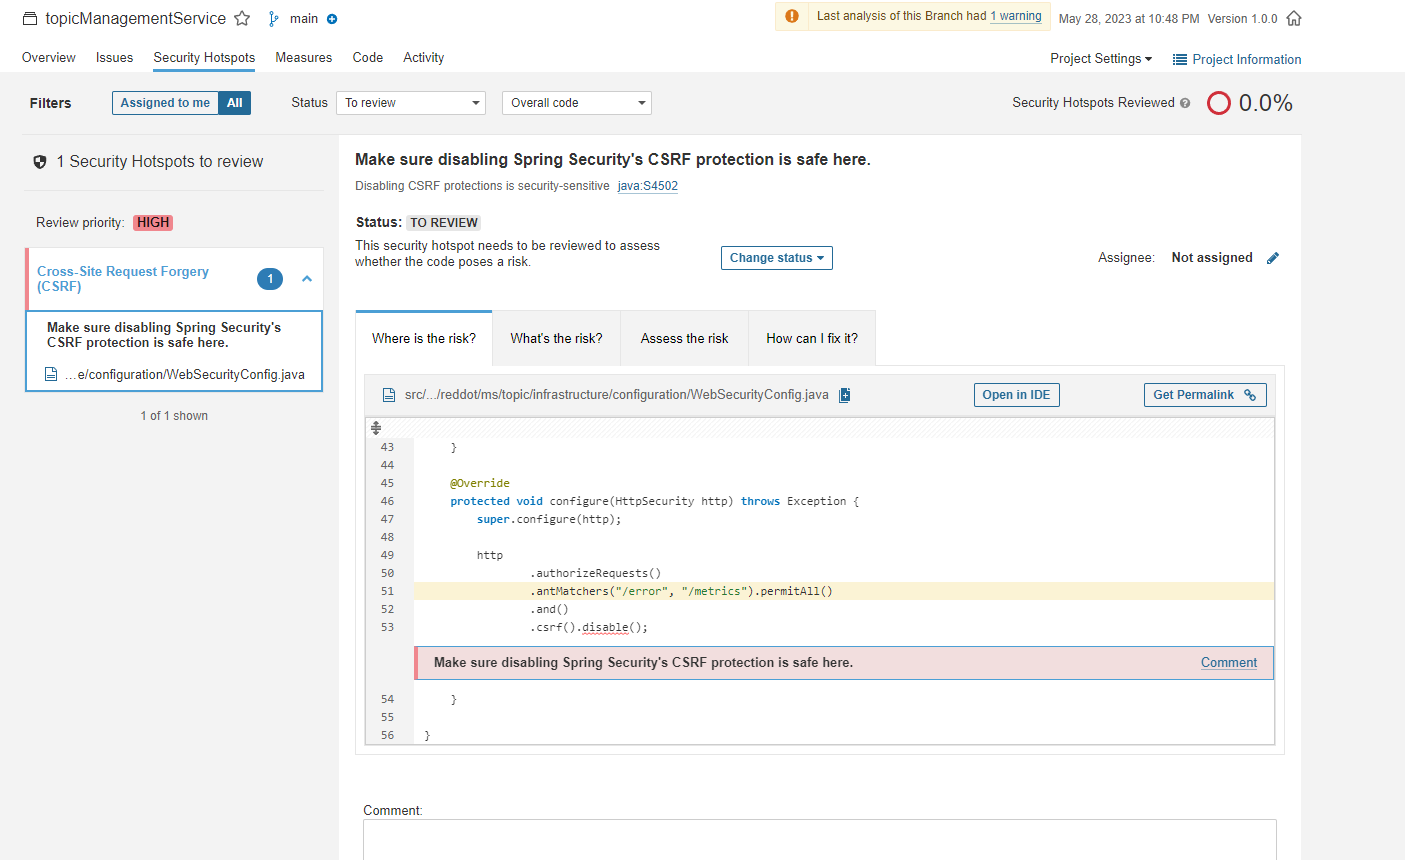 topicManagementService main
Last analysis of this Branch had 1 warning May 28, 2023 at 10:48 PM Version 1.0.0
Overview Issues Security Hotspots Measures Code Activity
Project Settings Project Information
Filters Assigned to me All Status To review Overall code
Security Hotspots Reviewed ? 0.0%
1 Security Hotspots to review
Review priority: HIGH
Cross-Site Request Forgery
(CSRF)
1
Make sure disabling Spring Security's
CSRF protection is safe here.
...e/configuration/WebSecurityConfig.java
1 of 1 shown
Make sure disabling Spring Security's CSRF protection is safe here.
Disabling CSRF protections is security-sensitive java:S4502
Status: TO REVIEW
This security hotspot needs to be reviewed to assess
whether the code poses a risk.
Change status
Assignee: Not assigned
Where is the risk? What's the risk? Assess the risk How can I fix it?
src/.../reddot/ms/topic/infrastructure/configuration/WebSecurityConfig.java
Open in IDE Get Permalink
43 }
44
45 @Override
46 protected void configure(HttpSecurity http) throws Exception {
47 super.configure(http);
48
49 http
50 .authorizeRequests()
51 .antMatchers("/error", "/metrics").permitAll()
52 .and()
53 .csrf().disable();
Make sure disabling Spring Security's CSRF protection is safe here. Comment
54 }
55
56 }
Comment: